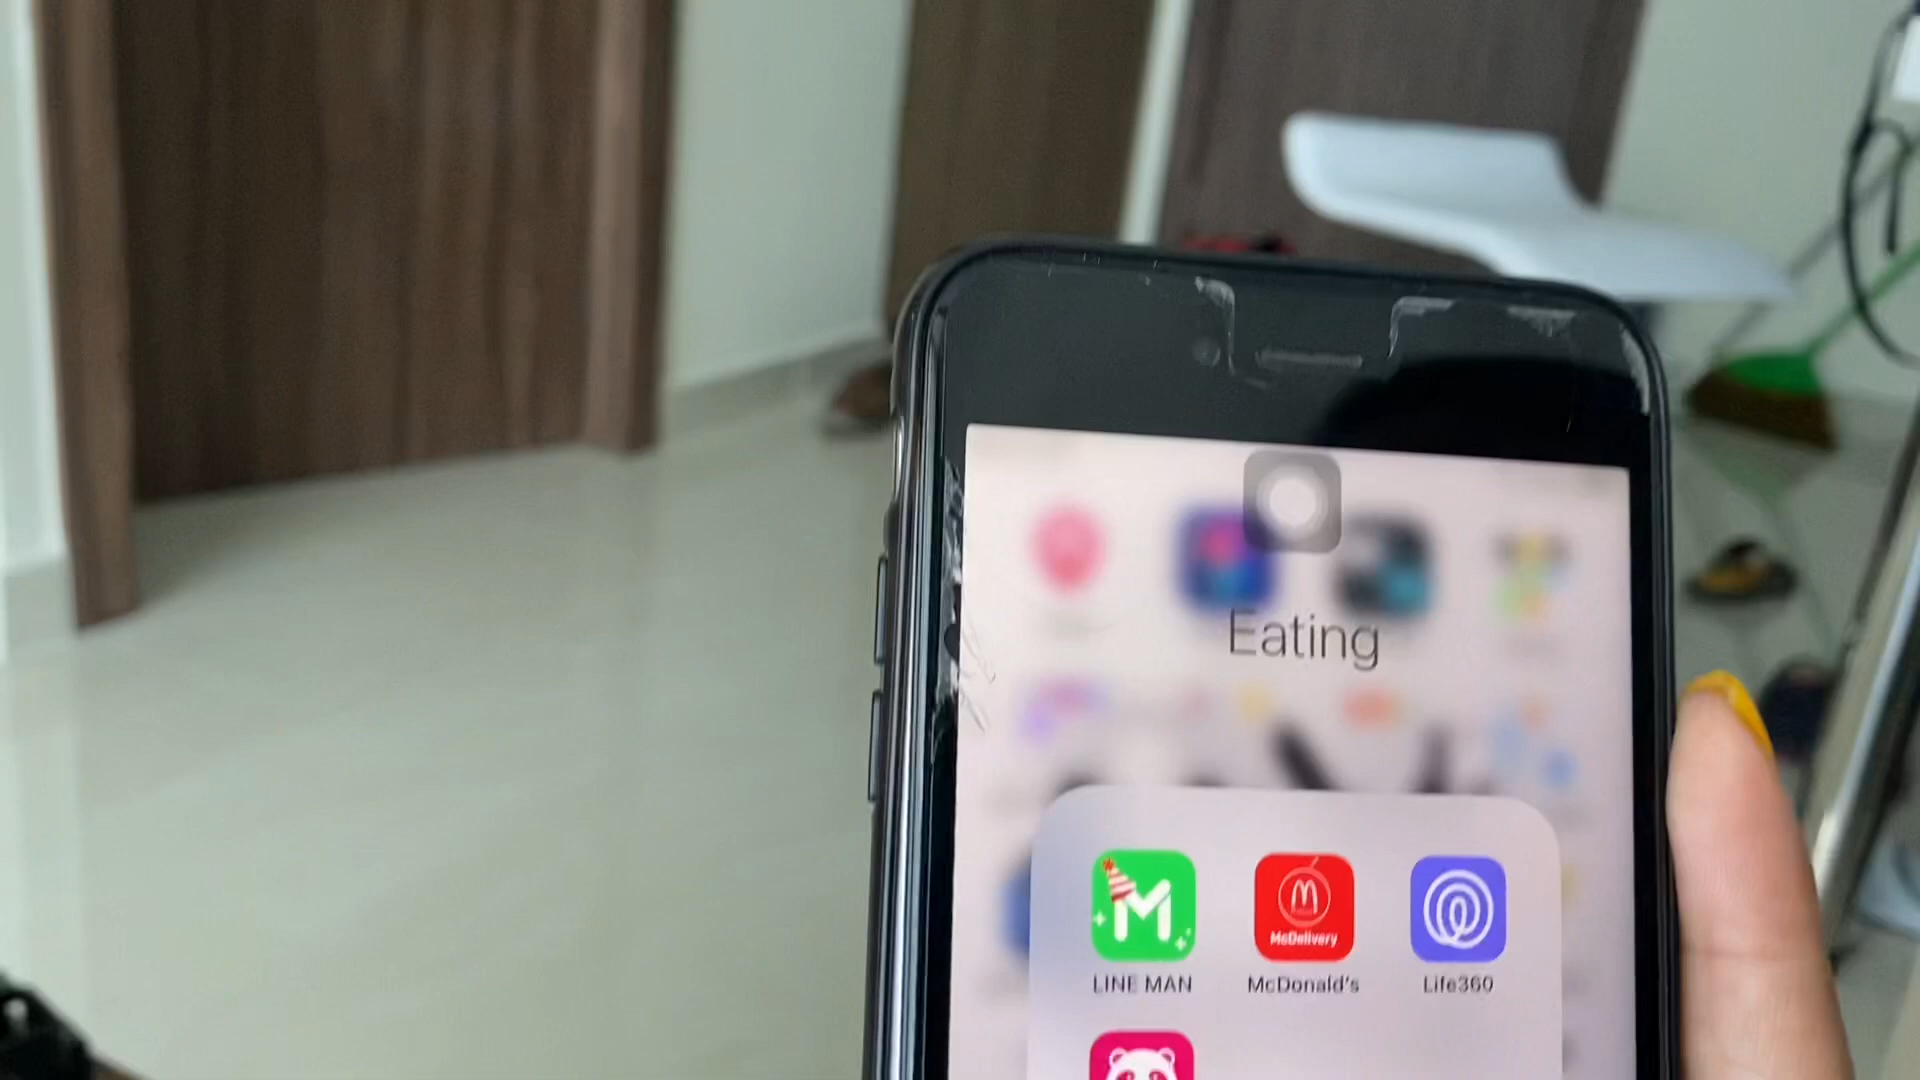 Eating
M
M
McDelivery
LINE MAN
McDonald's
Life360